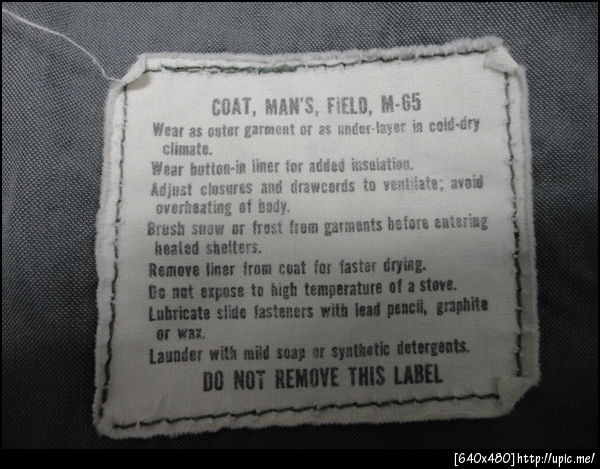 COAT, MAN'S, FIELD, M-65
Wear as outer garment or as under-layer in cold-dry
climate.
Wear button-in liner for added insulation.
Adjust closures and drawcords to ventilate; avoid
overheating of body.
Brush snow or frost from garments before entering
heated shelters.
Remove liner from coat for faster drying.
Do not expose to high temperature of a stove.
Lubricate slide fasteners with lead pencil, graphite
or wax.
Launder with mild soap or synthetic detergents.
DO NOT REMOVE THIS LABEL
[640x480]http://upic.me/